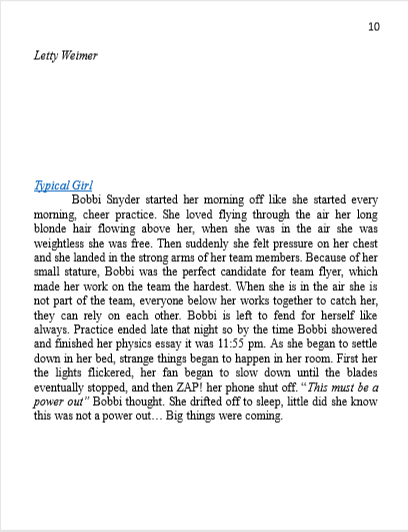 10
Letty Weimer
Typical Girl
Bobbi Snyder started her morning off like she started every
morning, cheer practice. She loved flying through the air her long
blonde hair flowing above her, when she was in the air she was
weightless she was free. Then suddenly she felt pressure on her chest
and she landed in the strong arms of her team members. Because of her
small stature, Bobbi was the perfect candidate for team flyer, which
made her work on the team the hardest. When she is in the air she is
not part of the team, everyone below her works together to catch her,
they can rely on each other. Bobbi is left to fend for herself like
always. Practice ended late that night so by the time Bobbi showered
and finished her physics essay it was 11:55 pm. As she began to settle
down in her bed, strange things began to happen in her room. First her
the lights flickered, her fan began to slow down until the blades
eventually stopped, and then ZAP! her phone shut off. “This must be a
power out” Bobbi thought. She drifted off to sleep, little did she know
this was not a power out… Big things were coming.